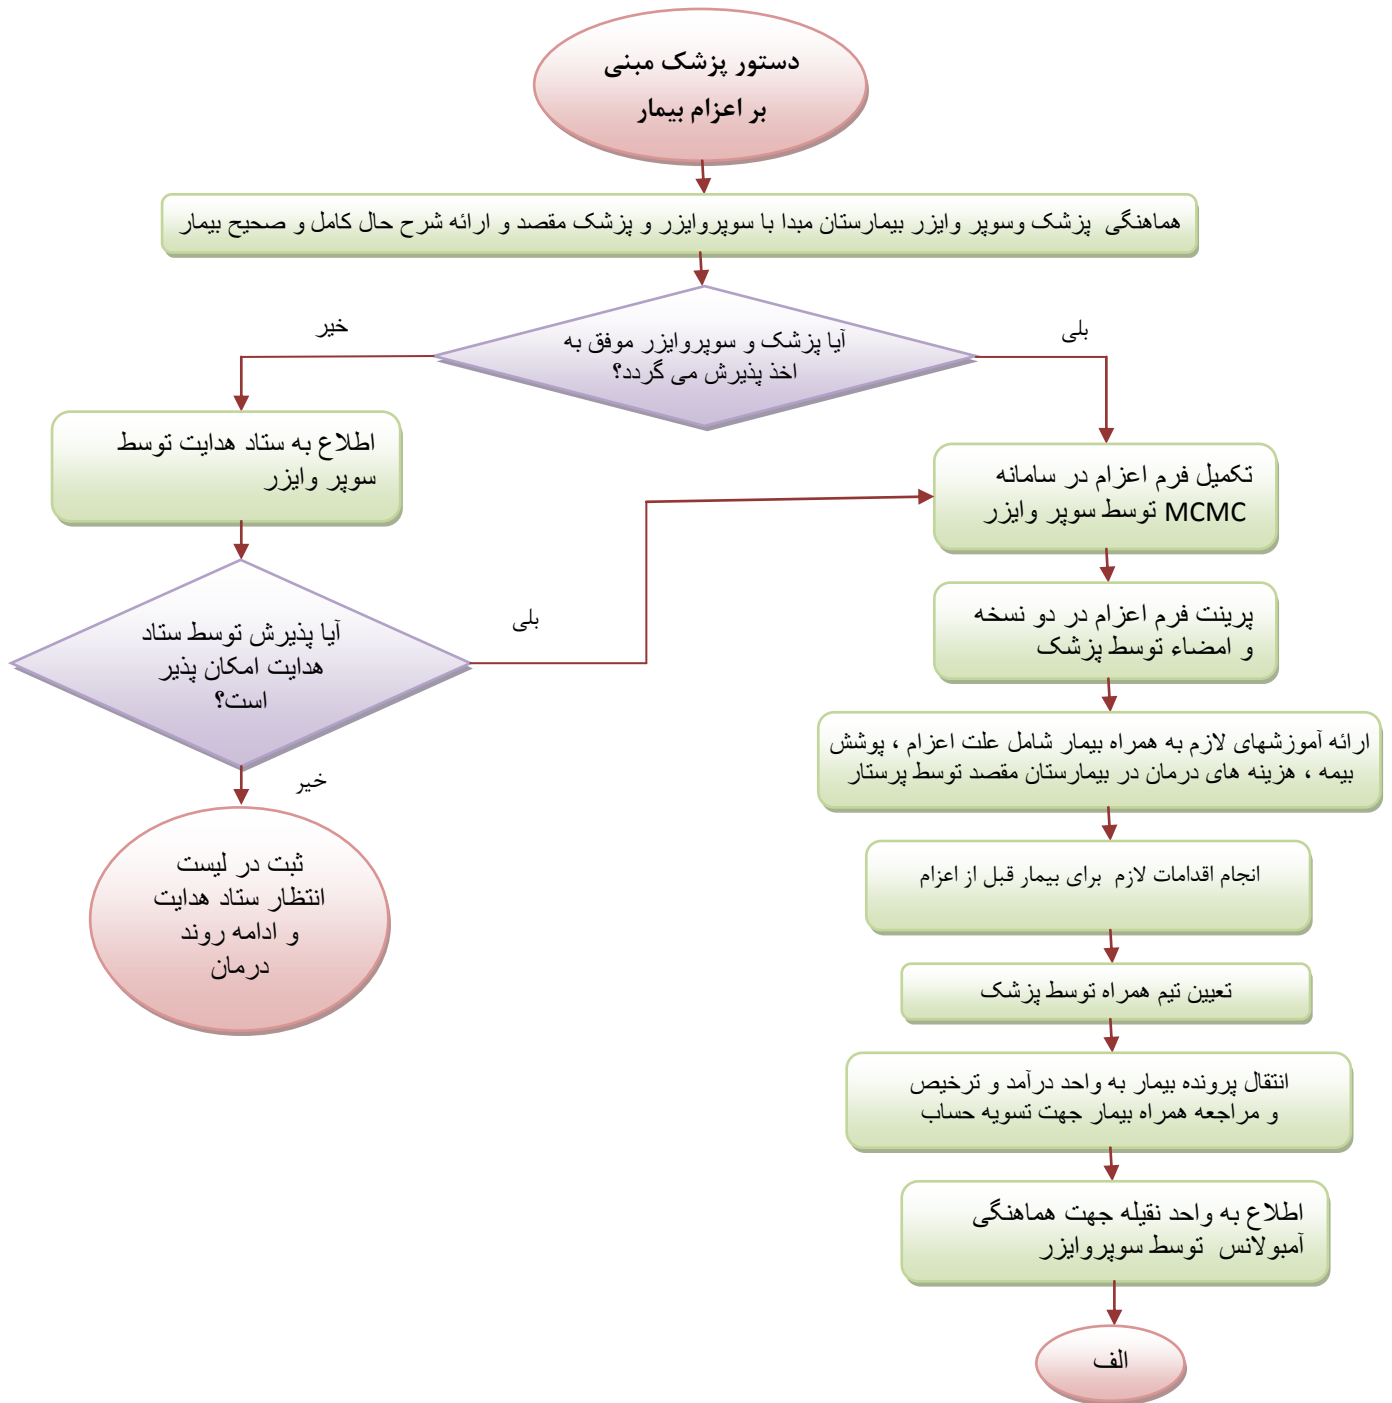 دستور پزشک مبنی
بر اعزام بیمار
هماهنگی پزشک وسوپر وایزر بیمارستان مبدا با سوپروایزر و پزشک مقصد و ارائه شرح حال کامل و صحیح بیمار
آیا پزشک و سوپروایزر موفق به
اخذ پذیرش می گردد؟
بلی
خیر
اطلاع به ستاد هدایت توسط
سوپر وایزر
تکمیل فرم اعزام در سامانه
MCMC توسط سوپر وایزر
آیا پذیرش توسط ستاد
هدایت امکان پذیر
است؟
بلی
خیر
ثبت در لیست
انتظار ستاد هدایت
و ادامه روند
درمان
پرینت فرم اعزام در دو نسخه
و امضاء توسط پزشک
ارائه آموزشهای لازم به همراه بیمار شامل علت اعزام ، پوشش
بیمه ، هزینه های درمان در بیمارستان مقصد توسط پرستار
انجام اقدامات لازم برای بیمار قبل از اعزام
تعیین تیم همراه توسط پزشک
انتقال پرونده بیمار به واحد درآمد و ترخیص
و مراجعه همراه بیمار جهت تسویه حساب
اطلاع به واحد نقیله جهت هماهنگی
آمبولانس توسط سوپروایزر
الف